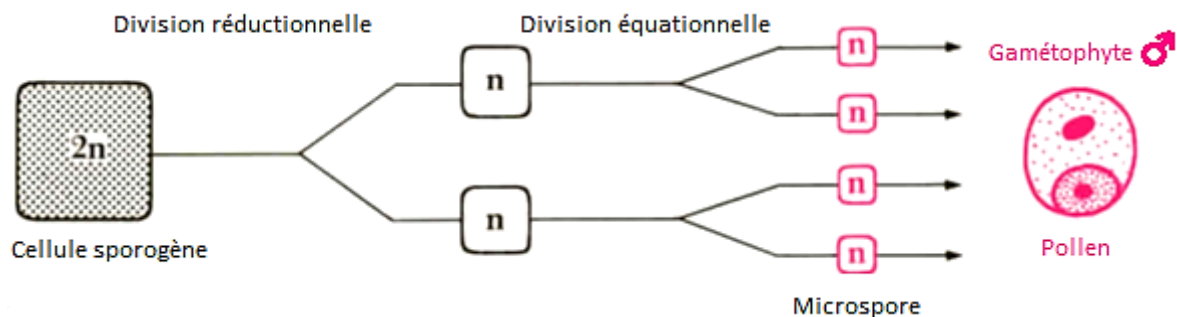 Division réductionnelle
Division équationnelle
n
Gamétophyte ♂
n
n
2n
n
n
n
Cellule sporogène
n
Pollen
Microspore